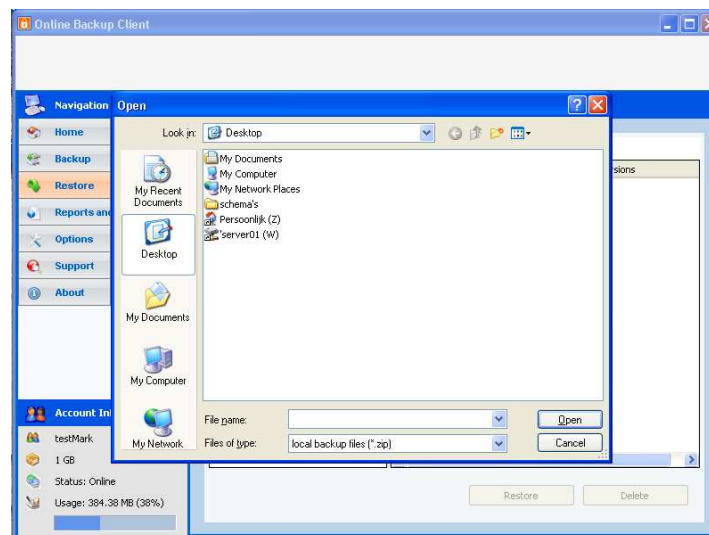 Online Backup Client
Navigation
Home
Backup
Restore
Reports and
Options
Support
About
Account In
testMark
1 GB
Status: Online
Usage: 384.38 MB (38%)
Open
Look in:
Desktop
My Recent
Documents
Desktop
My Documents
My Computer
My Network
My Documents
My Computer
My Network Places
schema's
Persoonlijk (Z)
'server01 (W)
File name:
Open
Files of type:
local backup files (*.zip)
Cancel
sions
Restore
Delete